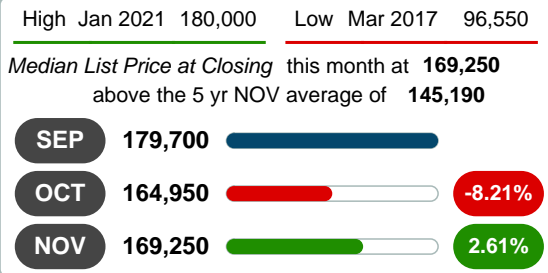 High Jan 2021 180,000 Low Mar 2017 96,550
Median List Price at Closing this month at 169,250
above the 5 yr NOV average of 145,190
SEP 179,700
OCT 164,950 -8.21%
NOV 169,250 2.61%